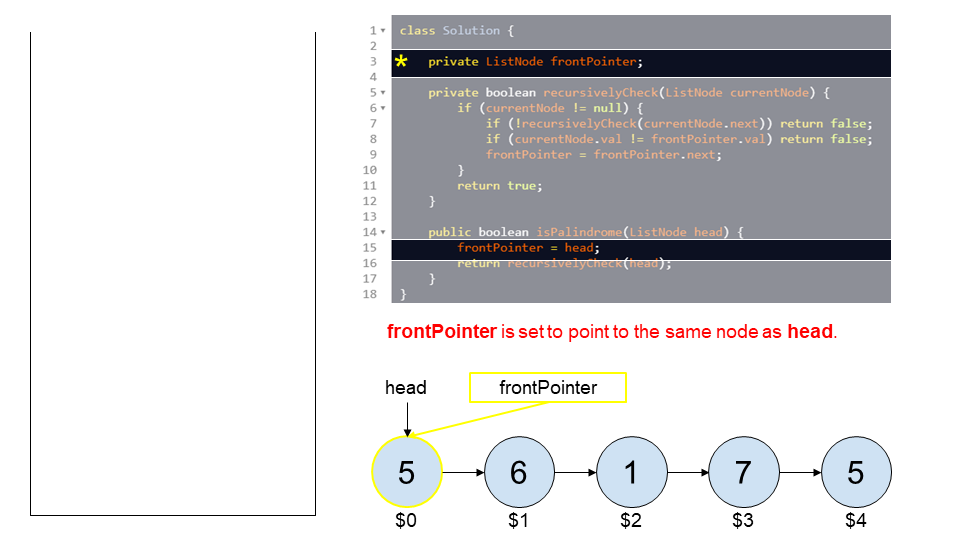 1 class Solution {
2
3 * private ListNode frontPointer;
4
5 private boolean recursivelyCheck(ListNode currentNode) {
6 if (currentNode != null) {
7 if (!recursivelyCheck(currentNode.next)) return false;
8 if (currentNode.val != frontPointer.val) return false;
9 frontPointer = frontPointer.next;
10 }
11 return true;
12 }
13
14 public boolean isPalindrome(ListNode head) {
15 frontPointer = head;
16 return recursivelyCheck(head);
17 }
18 }
frontPointer is set to point to the same node as head.
head frontPointer
5 6 1 7 5
$0 $1 $2 $3 $4